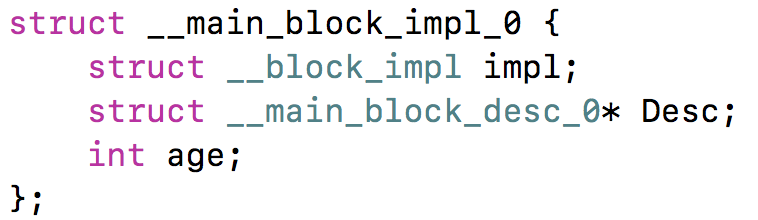 struct __main_block_impl_0 {
    struct __block_impl impl;
    struct __main_block_desc_0* Desc;
    int age;
};